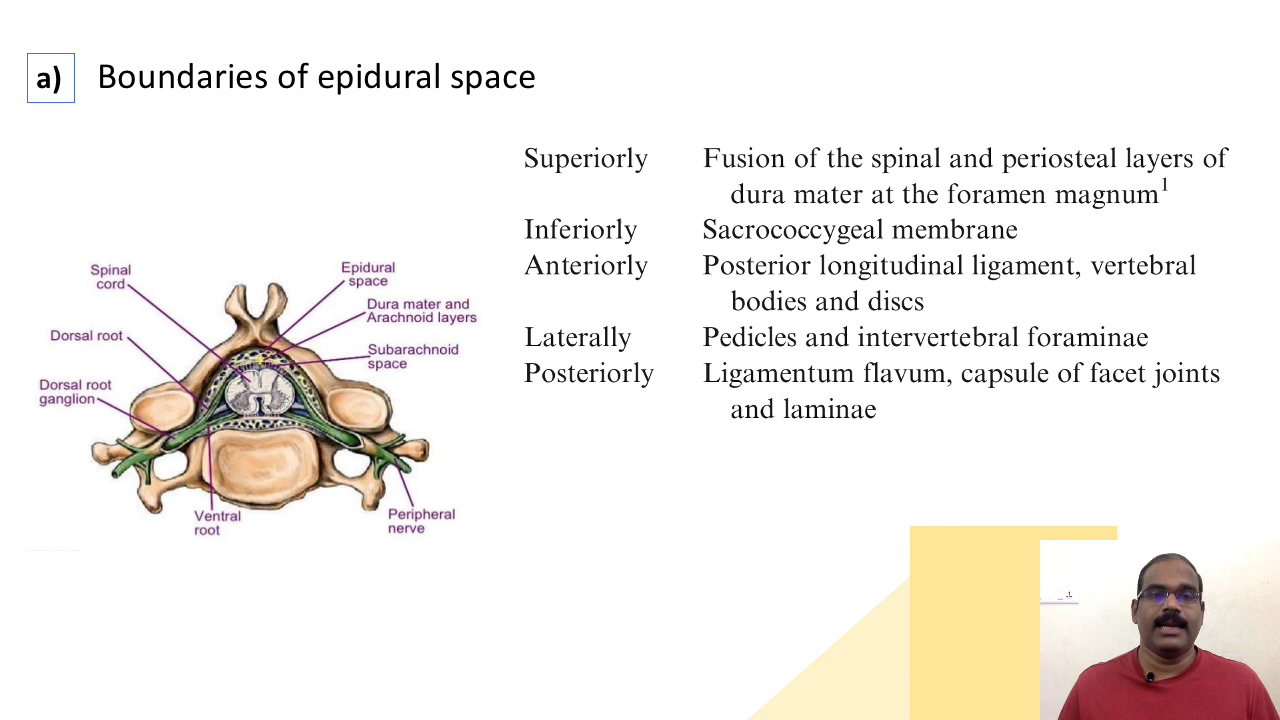 a) Boundaries of epidural space
Superiorly Fusion of the spinal and periosteal layers of
dura mater at the foramen magnum1
Inferiorly Sacrococcygeal membrane
Anteriorly Posterior longitudinal ligament, vertebral
bodies and discs
Laterally Pedicles and intervertebral foraminae
Posteriorly Ligamentum flavum, capsule of facet joints
and laminae
Spinal
cord
Epidural
space
Dura mater and
Arachnoid layers
Dorsal root
Subarachnoid
space
Dorsal root
ganglion
Ventral
root
Peripheral
nerve